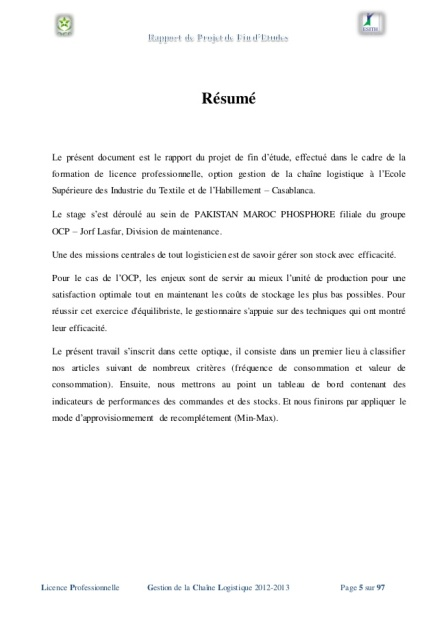 Rapport de Projet de Fin d'Etudes
ESITH
Résumé
Le présent document est le rapport du projet de fin d'étude, effectué dans le cadre de la
formation de licence professionnelle, option gestion de la chaîne logistique à l'Ecole
Supérieure des Industrie du Textile et de l'Habillement – Casablanca.
Le stage s'est déroulé au sein de PAKISTAN MAROC PHOSPHORE filiale du groupe
OCP – Jorf Lasfar, Division de maintenance.
Une des missions centrales de tout logisticien est de savoir gérer son stock avec efficacité.
Pour le cas de l'OCP, les enjeux sont de servir au mieux l'unité de production pour une
satisfaction optimale tout en maintenant les coûts de stockage les plus bas possibles. Pour
réussir cet exercice d'équilibriste, le gestionnaire s'appuie sur des techniques qui ont montré
leur efficacité.
Le présent travail s'inscrit dans cette optique, il consiste dans un premier lieu à classifier
nos articles suivant de nombreux critères (fréquence de consommation et valeur de
consommation). Ensuite, nous mettrons au point un tableau de bord contenant des
indicateurs de performances des commandes et des stocks. Et nous finirons par appliquer le
mode d'approvisionnement de recomplétement (Min-Max).
Licence Professionnelle Gestion de la Chaîne Logistique 2012-2013 Page 5 sur 97